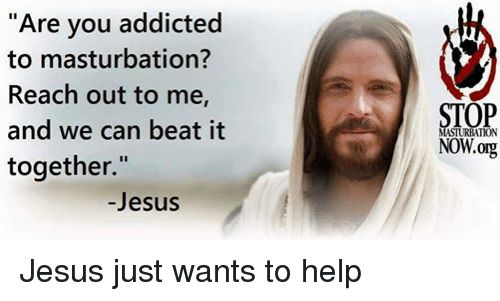 "Are you addicted
to masturbation?
Reach out to me,
and we can beat it
together."
-Jesus
STOP
MASTURBATION
NOW.org
Jesus just wants to help